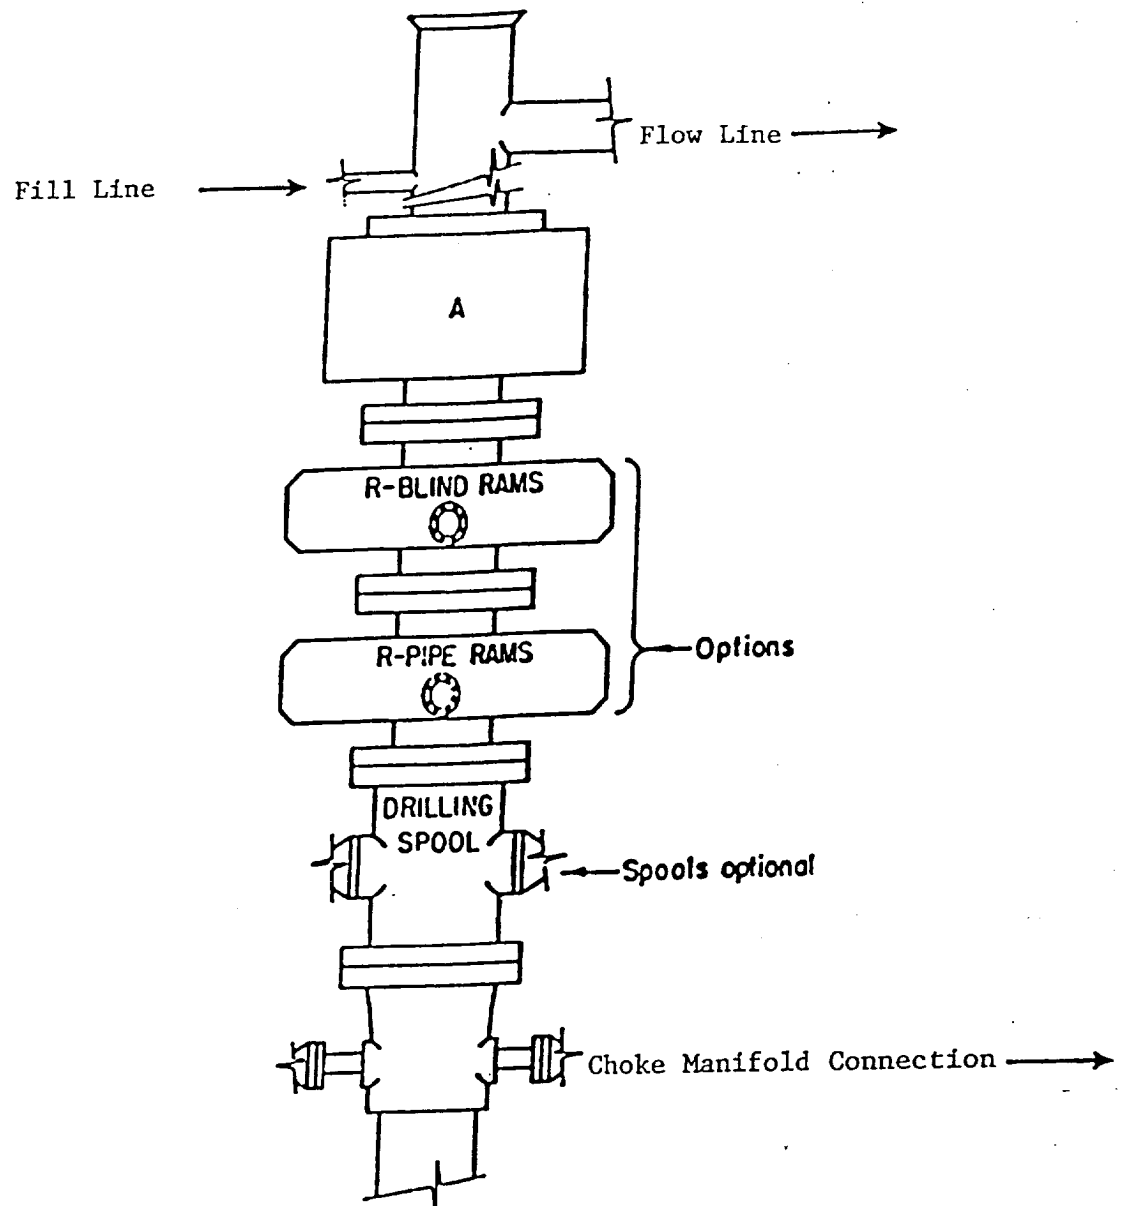 Flow Line
Fill Line
A
R-BLIND RAMS
R-PIPE RAMS
Options
DRILLING
SPOOL
Spools optional
Choke Manifold Connection